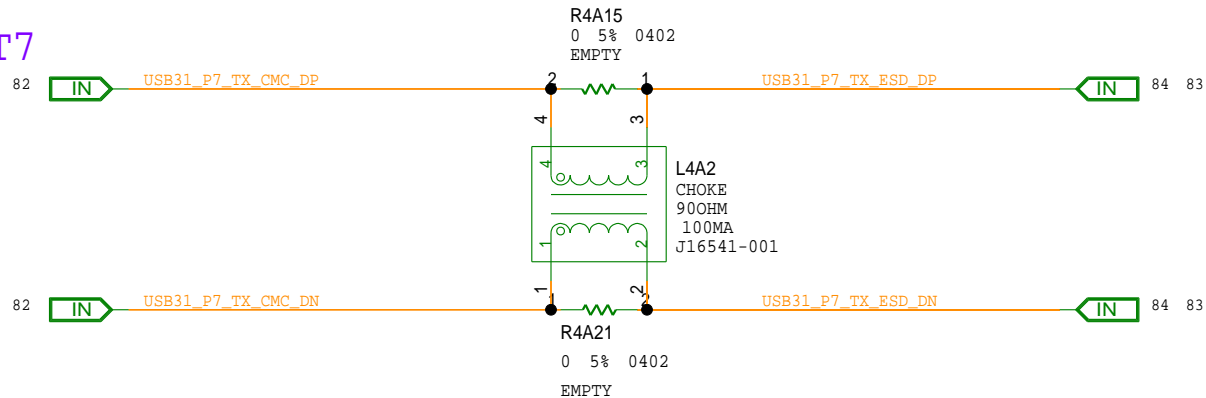 R4A15
0 5% 0402
EMPTY
T7
82 IN USB31_P7_TX_CMC_DP 2 1 USB31_P7_TX_ESD_DP IN 84 83
4 3
4 3
L4A2
CHOKE
90OHM
100MA
J16541-001
1 2
1 2
82 IN USB31_P7_TX_CMC_DN 1 2 USB31_P7_TX_ESD_DN IN 84 83
R4A21
0 5% 0402
EMPTY